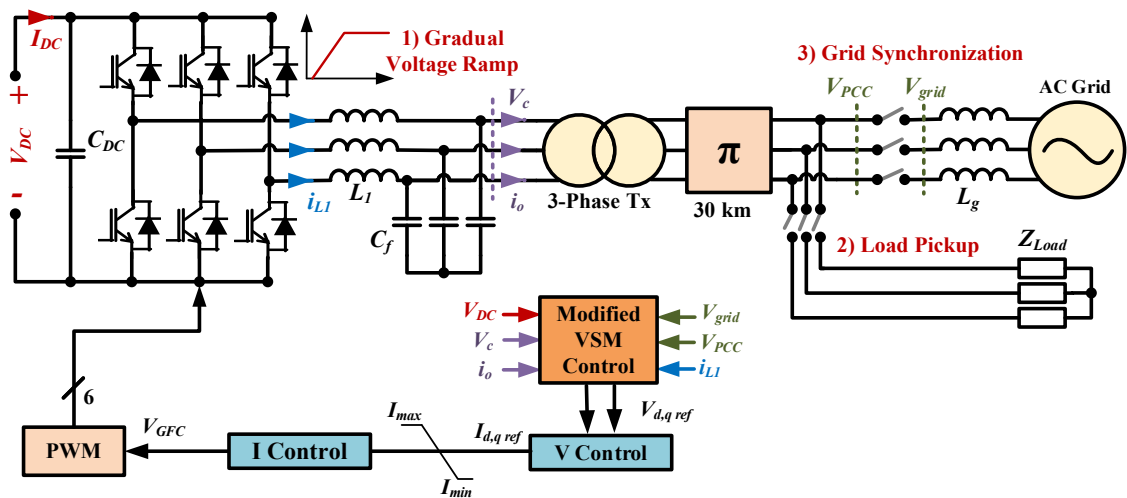 I_DC
1) Gradual
Voltage Ramp
3) Grid Synchronization
V_PCC
V_grid
AC Grid
V_c
+
V_DC
-
C_DC
i_L1
L_1
C_f
i_o
3-Phase Tx
π
30 km
L_g
2) Load Pickup
Z_Load
V_DC
V_c
i_o
Modified
VSM
Control
V_grid
V_PCC
i_L1
6
V_d,q ref
PWM
V_GFC
I Control
I_max
I_min
I_d,q ref
V Control